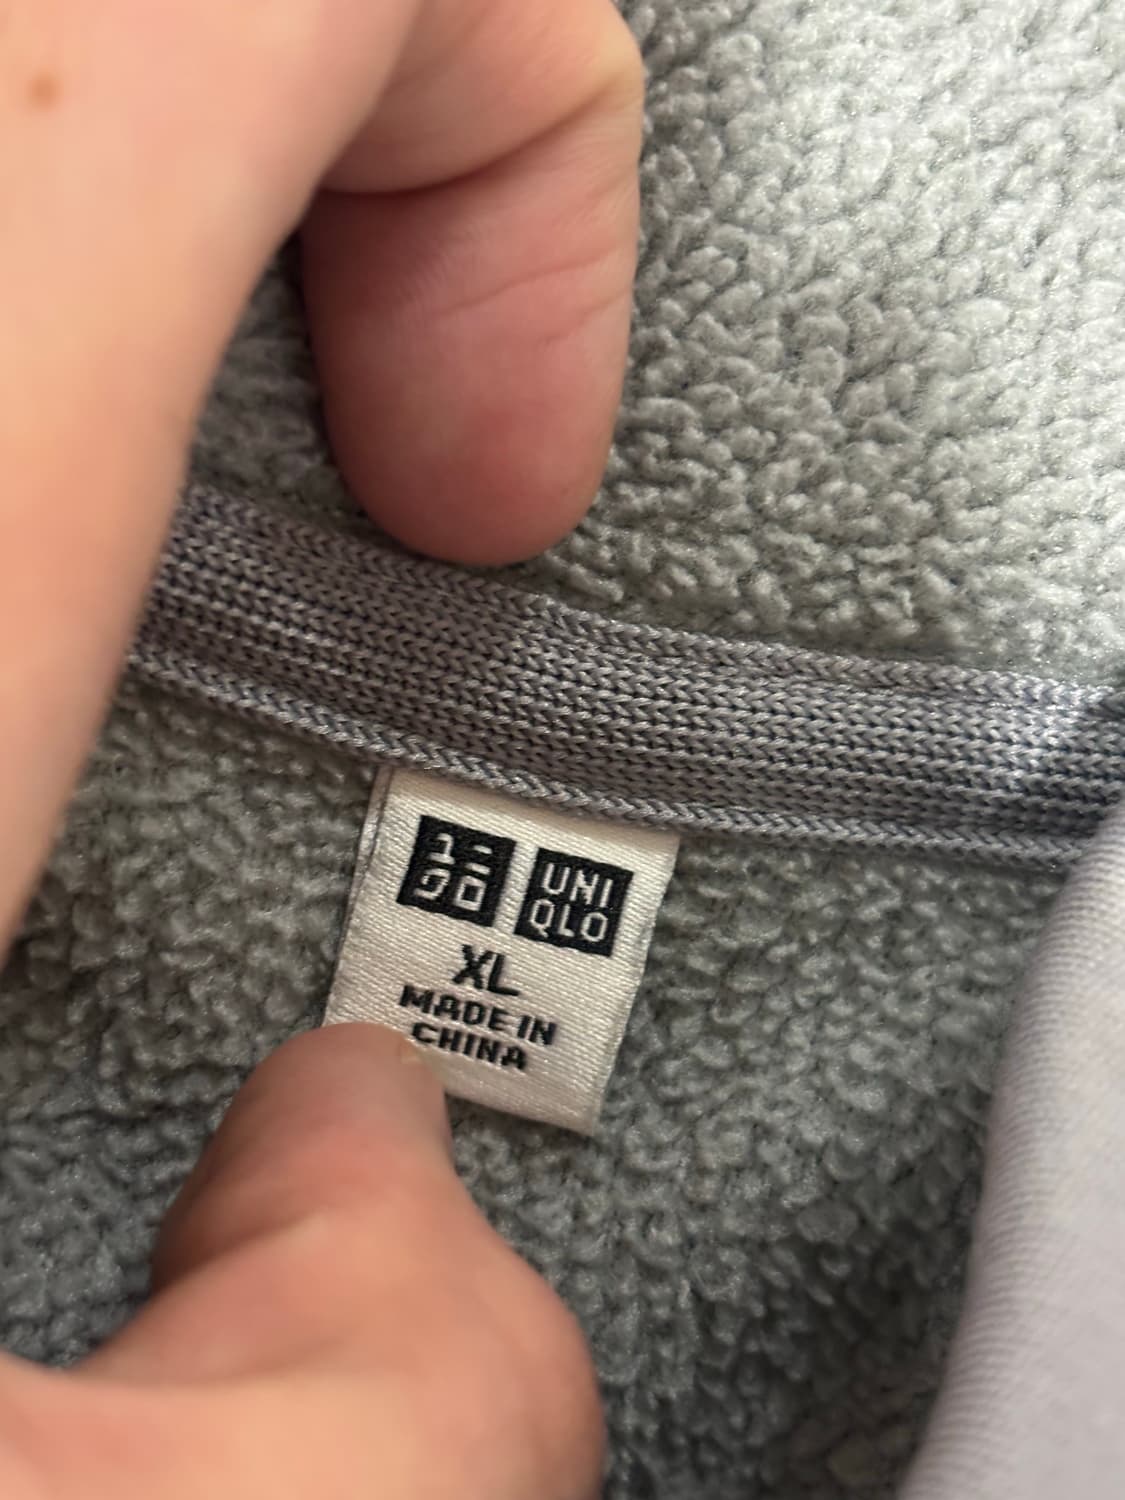 ユニ
クロ
UNI
QLO
XL
MADE IN
CHINA